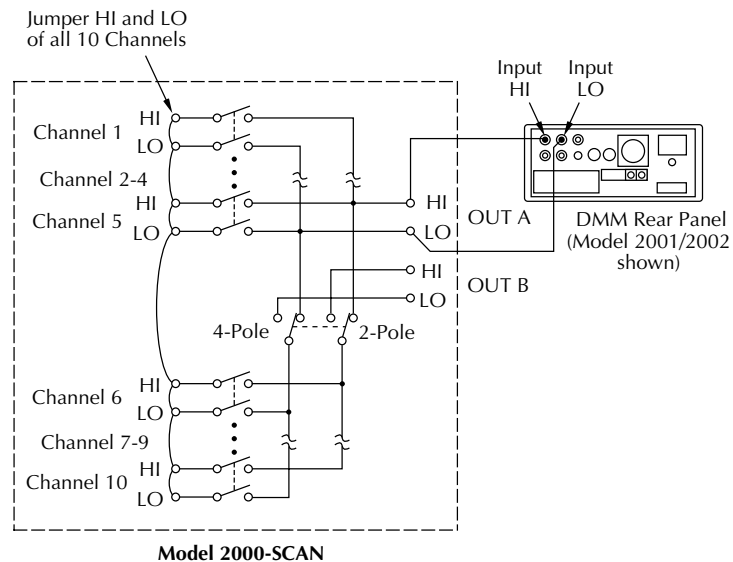 Jumper HI and LO
of all 10 Channels
Input
HI
Input
LO
Channel 1
HI
LO
Channel 2-4
Channel 5
HI
LO
HI
LO
OUT A
HI
LO
OUT B
DMM Rear Panel
(Model 2001/2002
shown)
4-Pole
2-Pole
Channel 6
HI
LO
Channel 7-9
Channel 10
HI
LO
Model 2000-SCAN